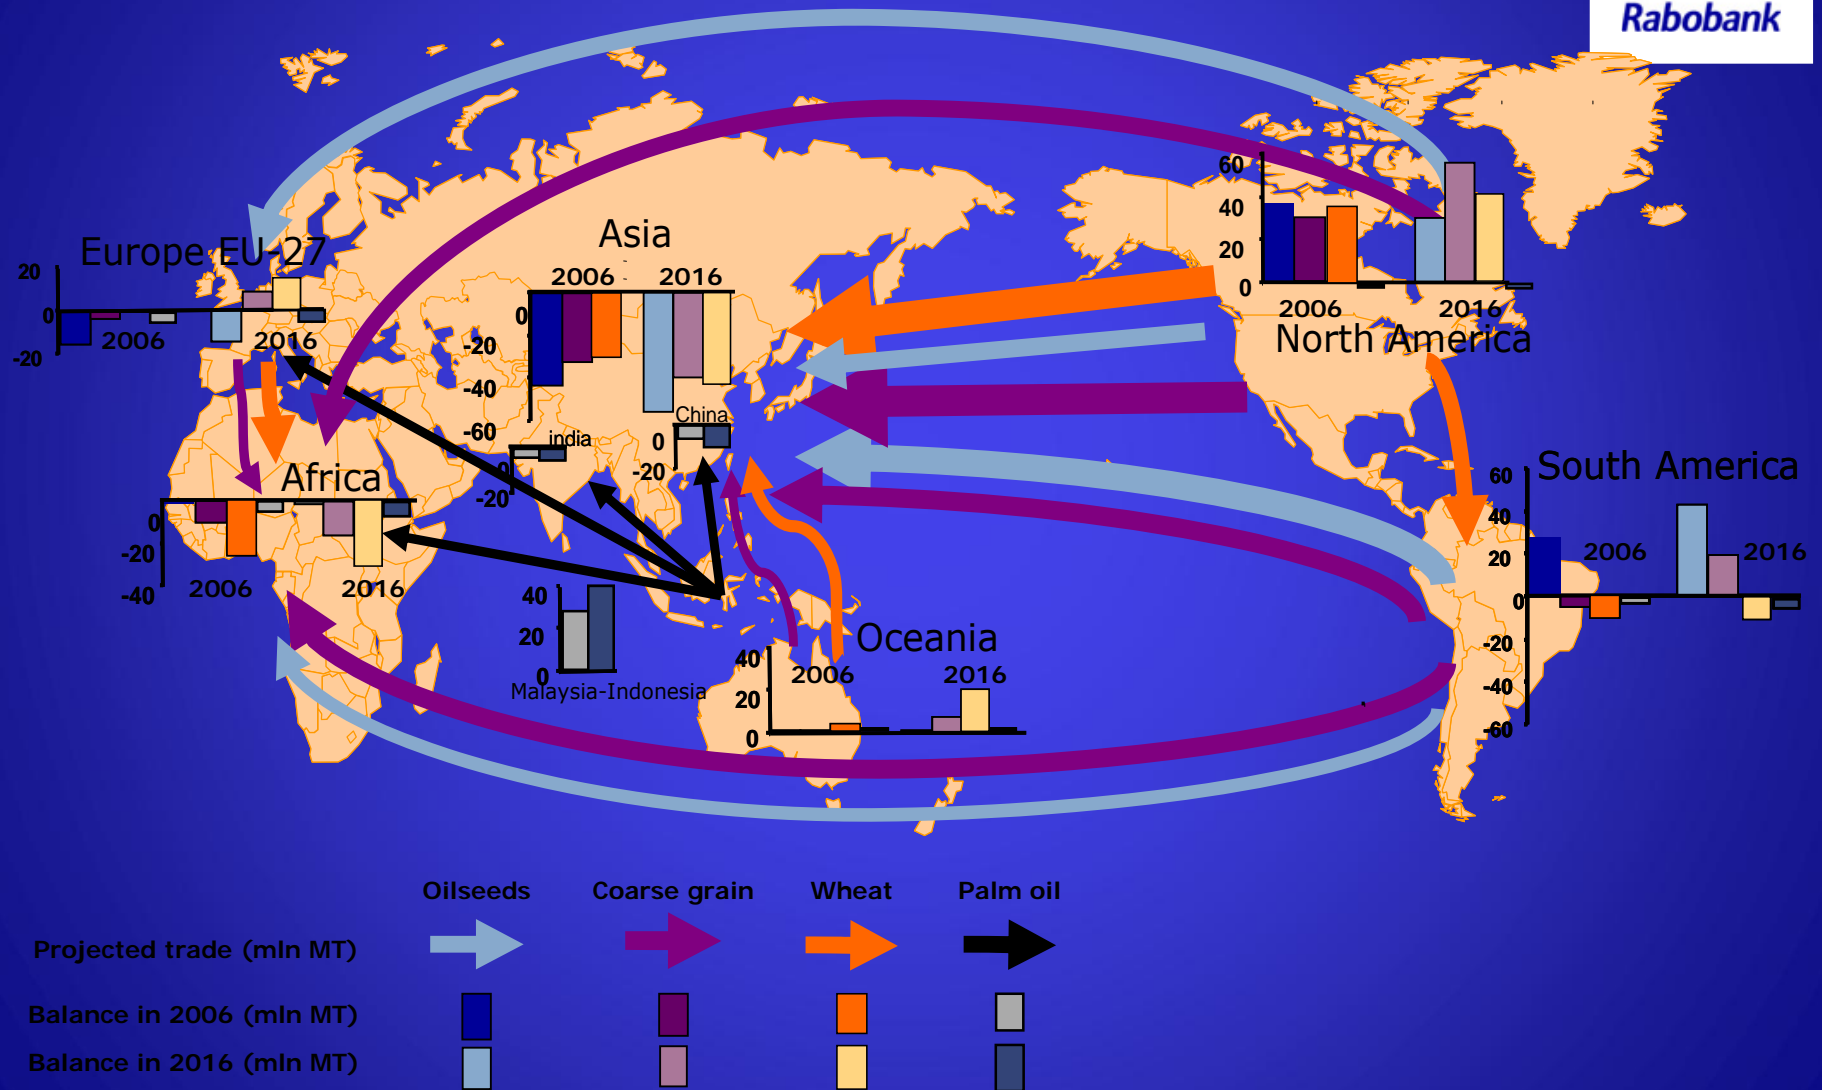 Rabobank
Europe EU-27
20
0
-20
2006
2016
Asia
2006
2016
0
-20
-40
-60
india
0
-20
China
0
-20
60
40
20
0
2006
2016
North America
Africa
0
-20
-40
2006
2016
40
20
0
Malaysia-Indonesia
Oceania
40
20
0
2006
2016
South America
60
40
20
0
-20
-40
-60
2006
2016
Oilseeds
Coarse grain
Wheat
Palm oil
Projected trade (mln MT)
Balance in 2006 (mln MT)
Balance in 2016 (mln MT)